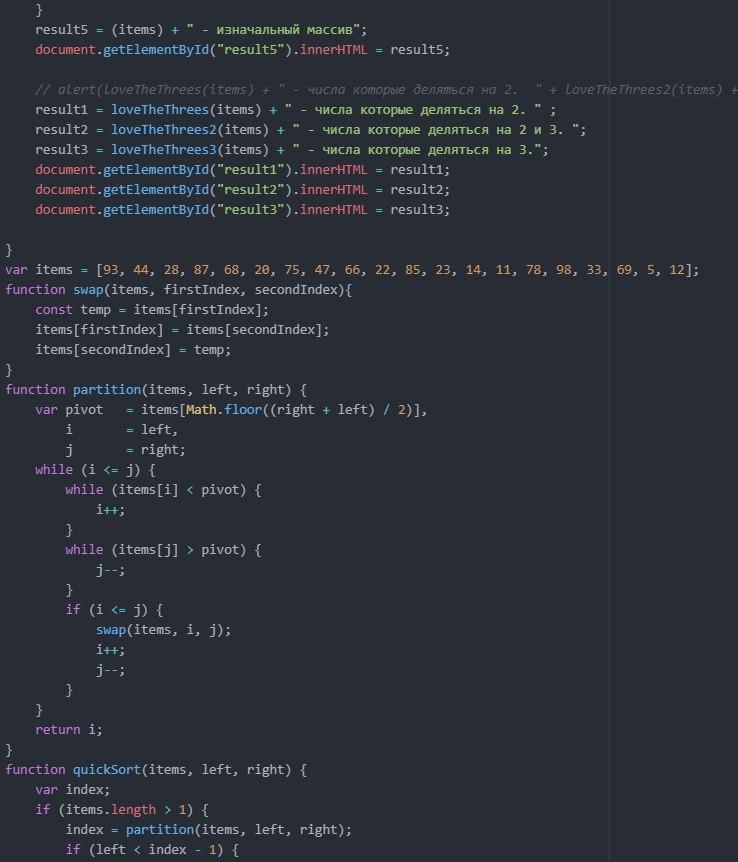 }
result5 = (items) + " - изначальный массив";
document.getElementById("result5").innerHTML = result5;
// alert(loveTheThrees(items) + " - числа которые деляться на 2.  " + loveTheThrees2(items) +
result1 = loveTheThrees(items) + " - числа которые деляться на 2. " ;
result2 = loveTheThrees2(items) + " - числа которые деляться на 2 и 3. ";
result3 = loveTheThrees3(items) + " - числа которые деляться на 3.";
document.getElementById("result1").innerHTML = result1;
document.getElementById("result2").innerHTML = result2;
document.getElementById("result3").innerHTML = result3;
}
var items = [93, 44, 28, 87, 68, 20, 75, 47, 66, 22, 85, 23, 14, 11, 78, 98, 33, 69, 5, 12];
function swap(items, firstIndex, secondIndex){
const temp = items[firstIndex];
items[firstIndex] = items[secondIndex];
items[secondIndex] = temp;
}
function partition(items, left, right) {
var pivot   = items[Math.floor((right + left) / 2)],
i       = left,
j       = right;
while (i <= j) {
while (items[i] < pivot) {
i++;
}
while (items[j] > pivot) {
j--;
}
if (i <= j) {
swap(items, i, j);
i++;
j--;
}
}
return i;
}
function quickSort(items, left, right) {
var index;
if (items.length > 1) {
index = partition(items, left, right);
if (left < index - 1) {